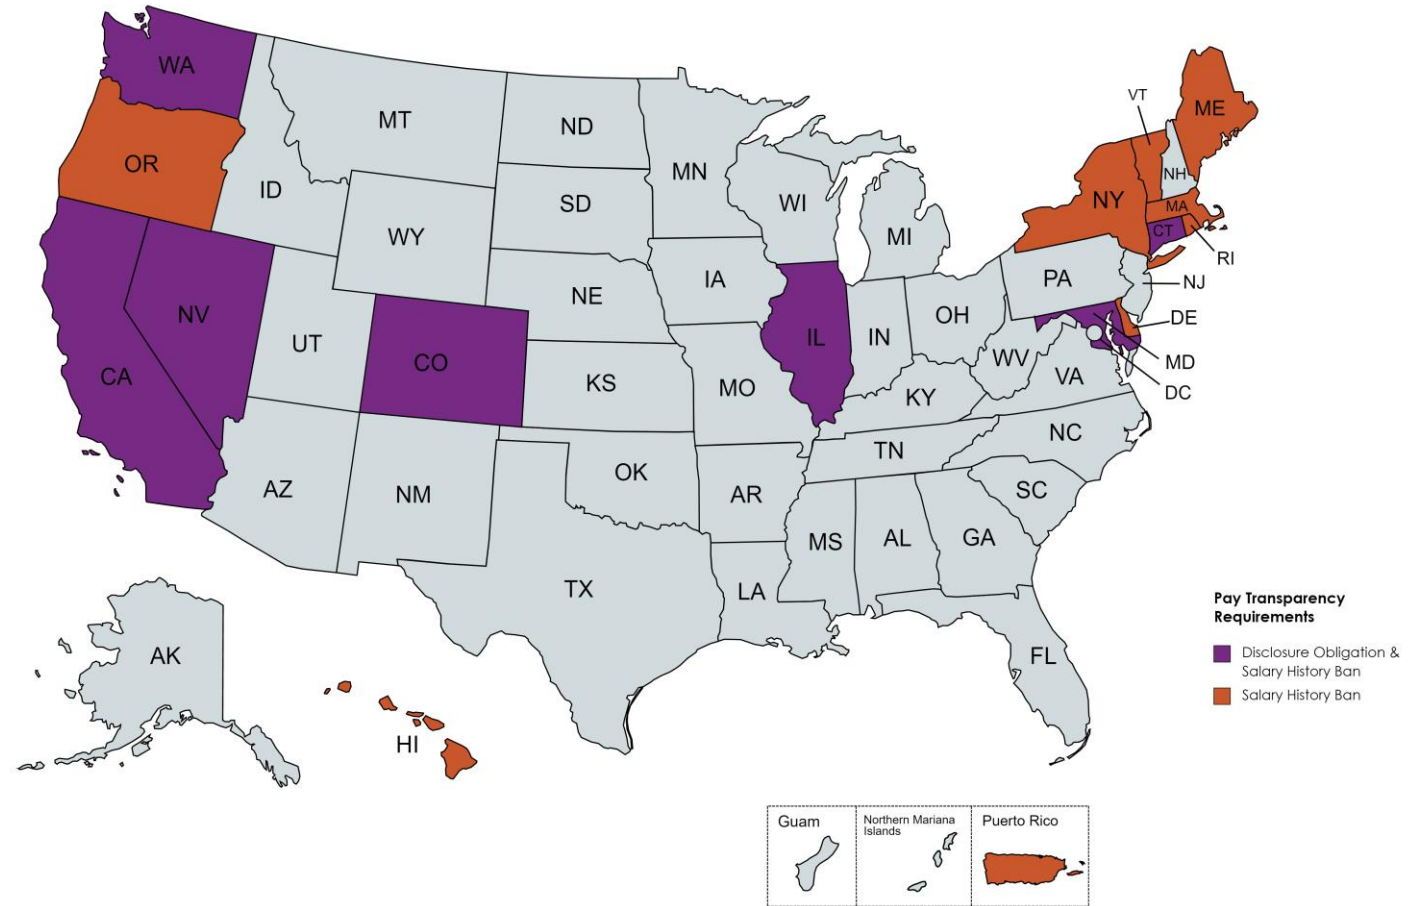 WA
OR
CA
NV
ID
MT
WY
UT
CO
AZ
NM
ND
SD
NE
KS
OK
TX
MN
IA
MO
AR
LA
WI
IL
MI
IN
OH
KY
TN
MS
AL
GA
FL
SC
NC
VA
WV
PA
NY
VT
NH
ME
MA
CT
RI
NJ
DE
MD
DC
AK
HI
Pay Transparency
Requirements
Disclosure Obligation &
Salary History Ban
Salary History Ban
Guam
Northern Mariana
Islands
Puerto Rico